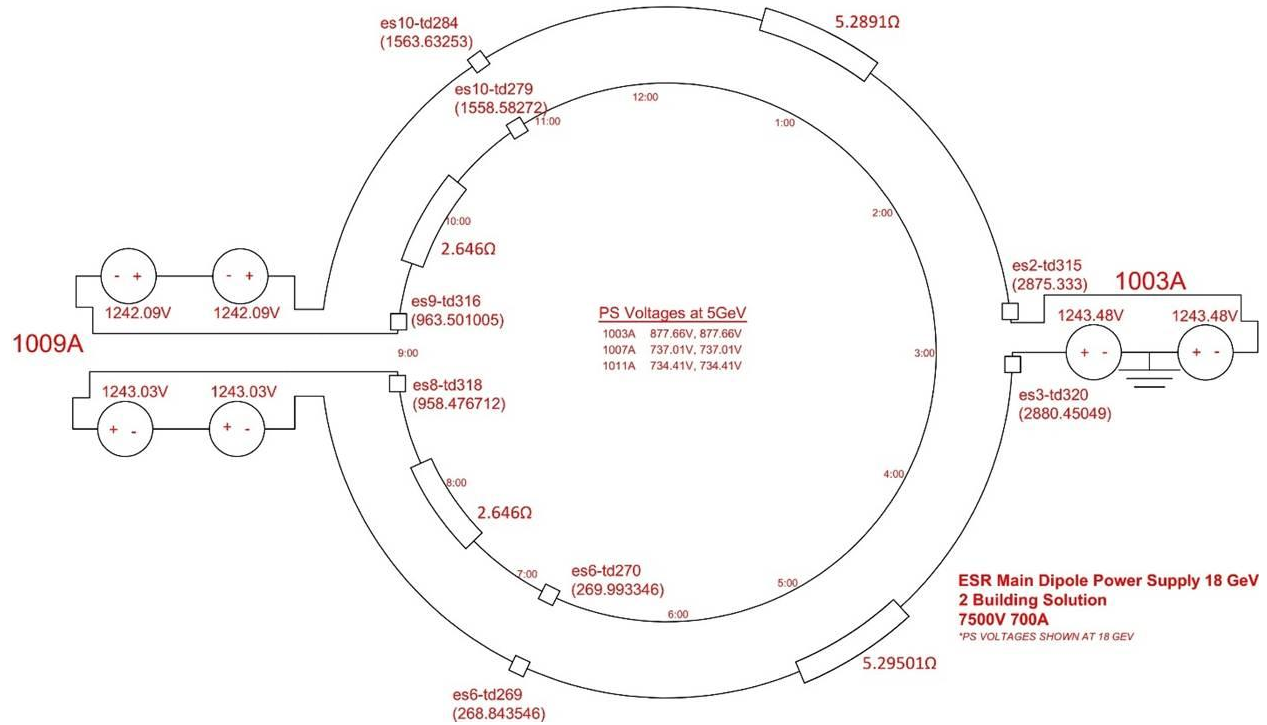 es10-td284
(1563.63253)
5.2891Ω
es10-td279
(1558.58272)
12:00
11:00
1:00
10:00
2:00
2.646Ω
- +
- +
1242.09V
1242.09V
es9-td316
(963.501005)
1009A
9:00
PS Voltages at 5GeV
1003A 877.66V, 877.66V
1007A 737.01V, 737.01V
1011A 734.41V, 734.41V
3:00
es2-td315
(2875.333)
1003A
1243.48V
1243.48V
+ -
+ -
es3-td320
(2880.45049)
es8-td318
(958.476712)
1243.03V
1243.03V
+ -
+ -
8:00
4:00
2.646Ω
7:00
es6-td270
(269.993346)
5:00
6:00
5.29501Ω
es6-td269
(268.843546)
ESR Main Dipole Power Supply 18 GeV
2 Building Solution
7500V 700A
*PS VOLTAGES SHOWN AT 18 GEV